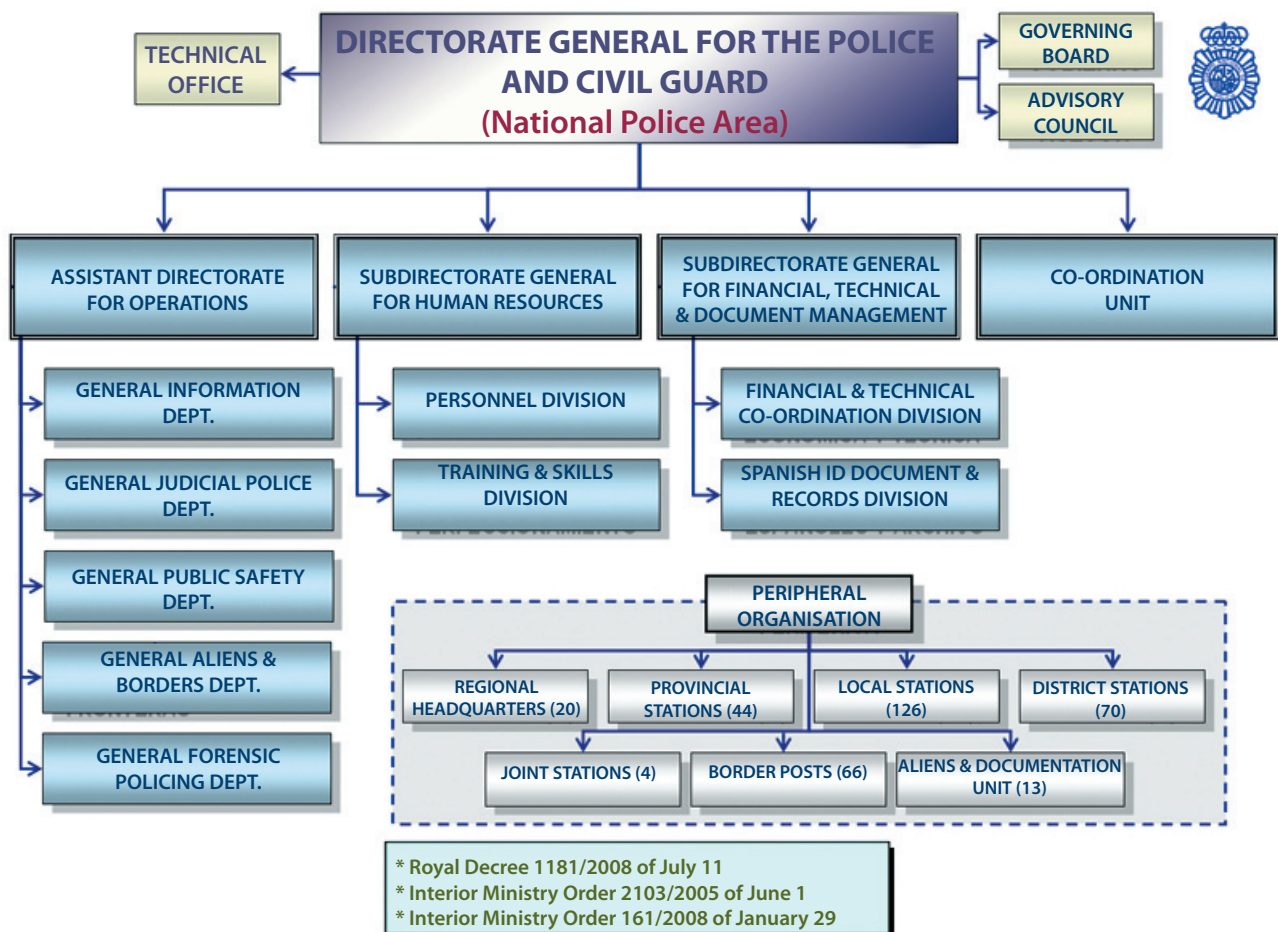 TECHNICAL
OFFICE
DIRECTORATE GENERAL FOR THE POLICE
AND CIVIL GUARD
(National Police Area)
GOVERNING
BOARD
ADVISORY
COUNCIL
ASSISTANT DIRECTORATE
FOR OPERATIONS
SUBDIRECTORATE GENERAL
FOR HUMAN RESOURCES
SUBDIRECTORATE GENERAL
FOR FINANCIAL, TECHNICAL
& DOCUMENT MANAGEMENT
CO-ORDINATION
UNIT
GENERAL INFORMATION
DEPT.
GENERAL JUDICIAL POLICE
DEPT.
GENERAL PUBLIC SAFETY
DEPT.
GENERAL ALIENS &
BORDERS DEPT.
GENERAL FORENSIC
POLICING DEPT.
PERSONNEL DIVISION
TRAINING & SKILLS
DIVISION
FINANCIAL & TECHNICAL
CO-ORDINATION DIVISION
SPANISH ID DOCUMENT &
RECORDS DIVISION
PERIPHERAL
ORGANISATION
REGIONAL
HEADQUARTERS (20)
PROVINCIAL
STATIONS (44)
LOCAL STATIONS
(126)
DISTRICT STATIONS
(70)
JOINT STATIONS (4)
BORDER POSTS (66)
ALIENS & DOCUMENTATION
UNIT (13)
* Royal Decree 1181/2008 of July 11
* Interior Ministry Order 2103/2005 of June 1
* Interior Ministry Order 161/2008 of January 29